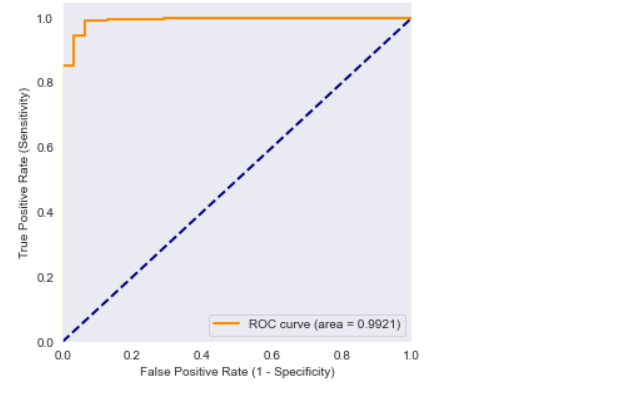 1.0
0.8
0.6
0.4
0.2
0.0
True Positive Rate (Sensitivity)
ROC curve (area = 0.9921)
0.0 0.2 0.4 0.6 0.8 1.0
False Positive Rate (1 - Specificity)